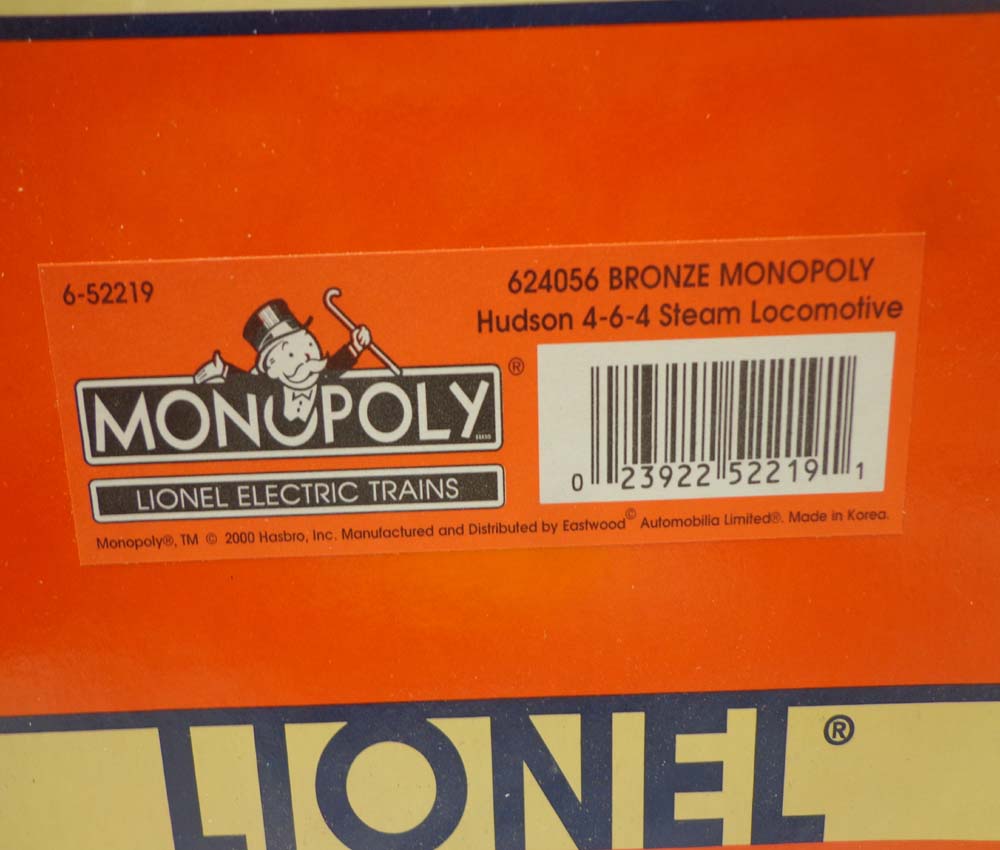 6-52219
624056 BRONZE MONOPOLY
Hudson 4-6-4 Steam Locomotive
MONOPOLY ®
LIONEL ELECTRIC TRAINS
0 23922 52219 1
Monopoly®, TM © 2000 Hasbro, Inc. Manufactured and Distributed by Eastwood© Automobilia Limited®. Made in Korea.
LIONEL®